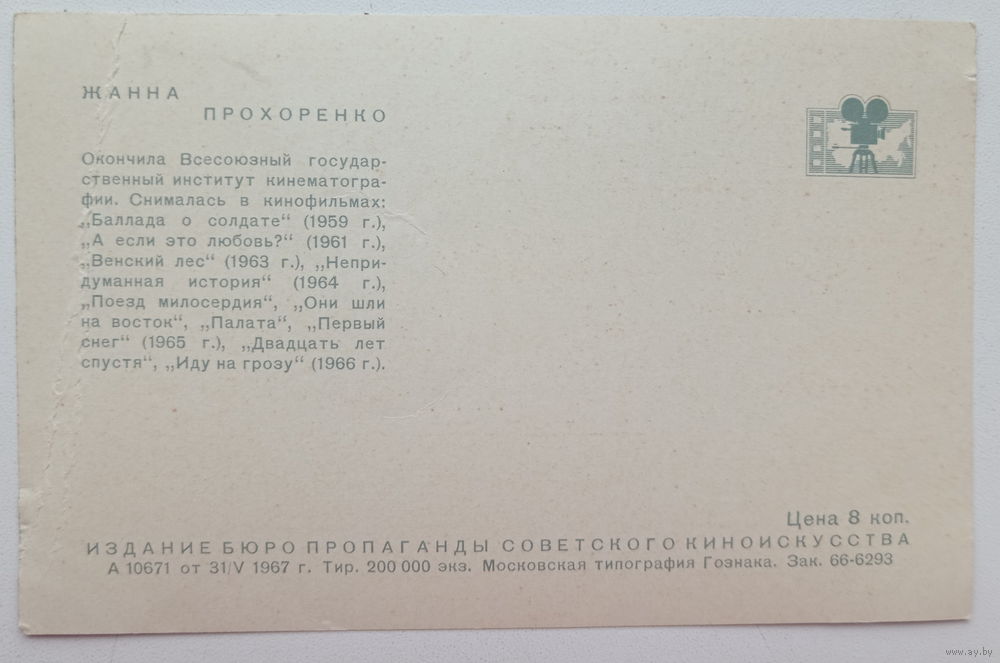 ЖАННА
ПРОХОРЕНКО
Окончила Всесоюзный государ-
ственный институт кинематогра-
фии. Снималась в кинофильмах:
„Баллада о солдате“ (1959 г.),
„А если это любовь?“ (1961 г.),
„Венский лес“ (1963 г.), „Непри-
думанная история“ (1964 г.),
„Поезд милосердия“, „Они шли
на восток“, „Палата“, „Первый
снег“ (1965 г.), „Двадцать лет
спустя“, „Иду на грозу“ (1966 г.).
Цена 8 коп.
ИЗДАНИЕ БЮРО ПРОПАГАНДЫ СОВЕТСКОГО КИНОИСКУССТВА
А 10671 от 31/V 1967 г. Тир. 200 000 экз. Московская типография Гознака. Зак. 66-6293
www.ay.by